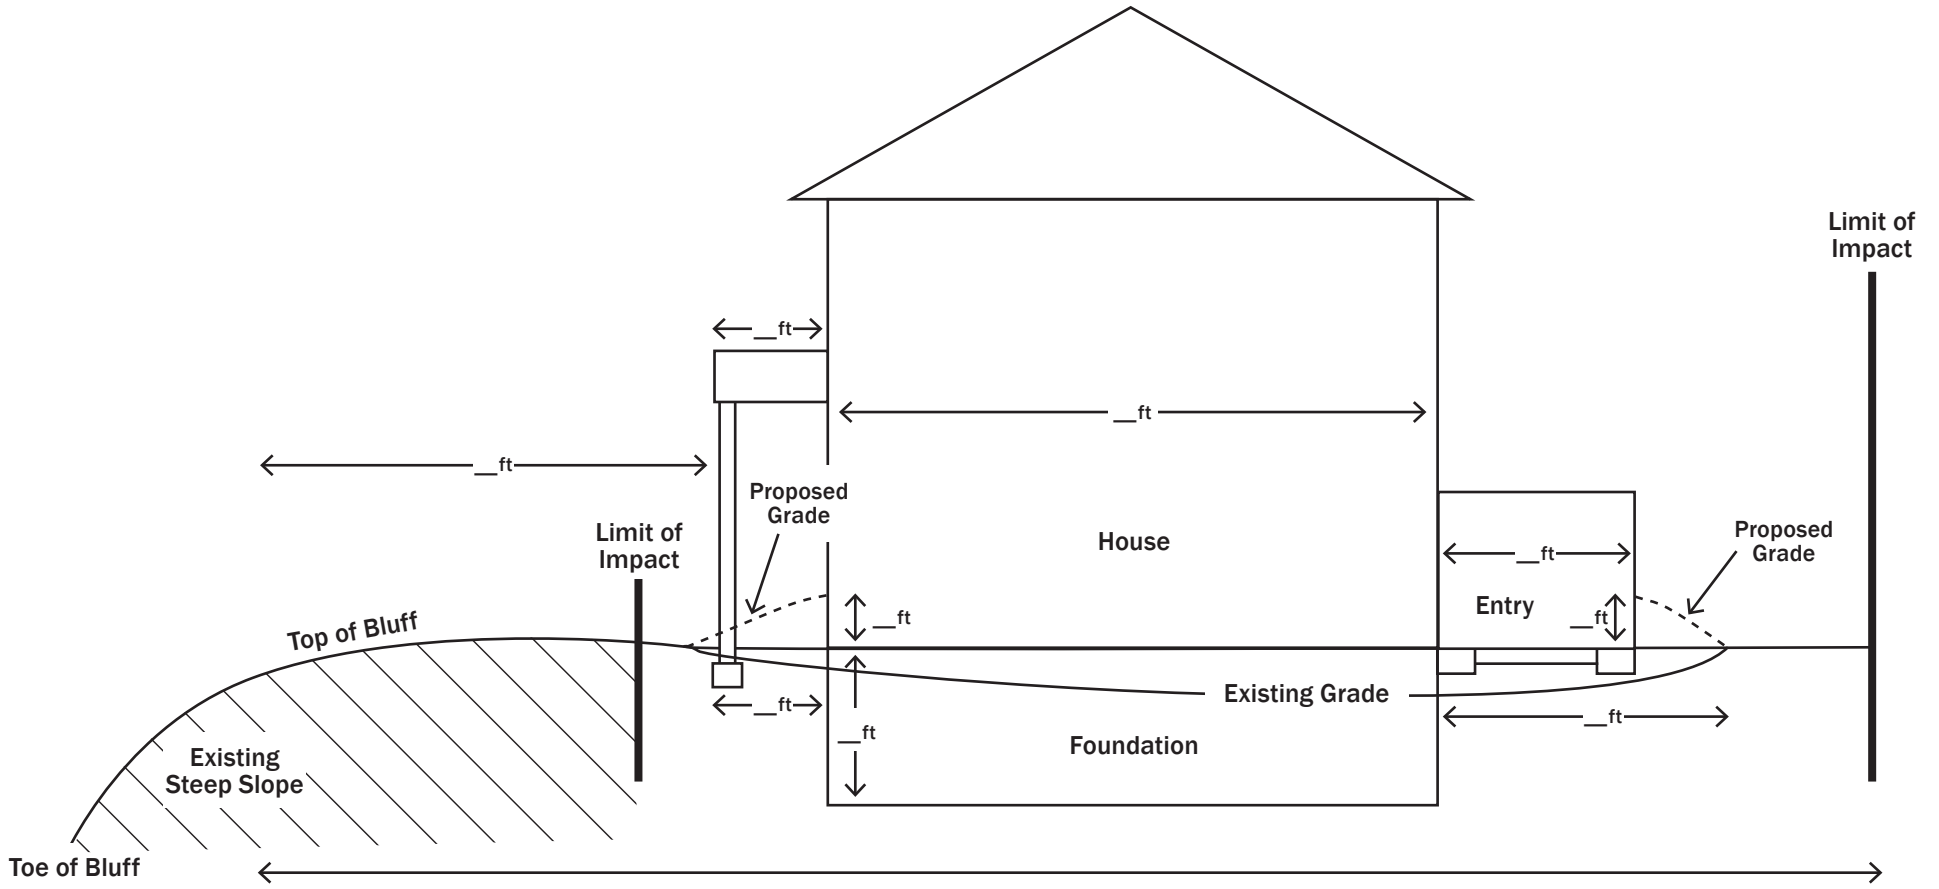 Limit of
Impact
__ft
__ft
__ft
Proposed
Grade
Limit of
Impact
House
Proposed
Grade
__ft
Entry
__ft
__ft
Top of Bluff
Existing Grade
__ft
__ft
__ft
Foundation
Existing
Steep Slope
Toe of Bluff